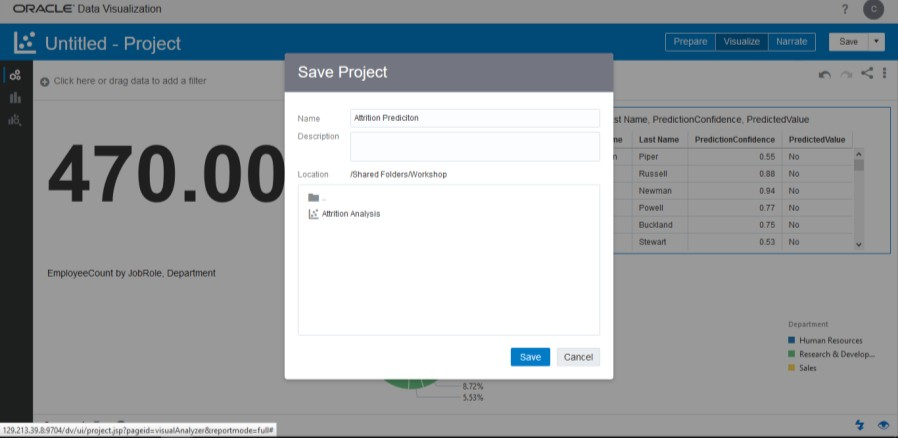 ORACLE Data Visualization
?
C
Untitled - Project
Prepare
Visualize
Narrate
Save
Click here or drag data to add a filter
Save Project
Name
Attrition Prediciton
Description
Location
/Shared Folders/Workshop
..
Attrition Analysis
Save
Cancel
470.00
st Name, PredictionConfidence, PredictedValue
me Last Name PredictionConfidence PredictedValue
n Piper 0.55 No
Russell 0.88 No
Newman 0.94 No
Powell 0.77 No
Buckland 0.75 No
Stewart 0.53 No
EmployeeCount by JobRole, Department
Department
Human Resources
Research & Develop...
Sales
8.72%
5.53%
129.213.39.8:9704/dv/ui/project.jsp?pageid=visualAnalyzer&reportmode=full#